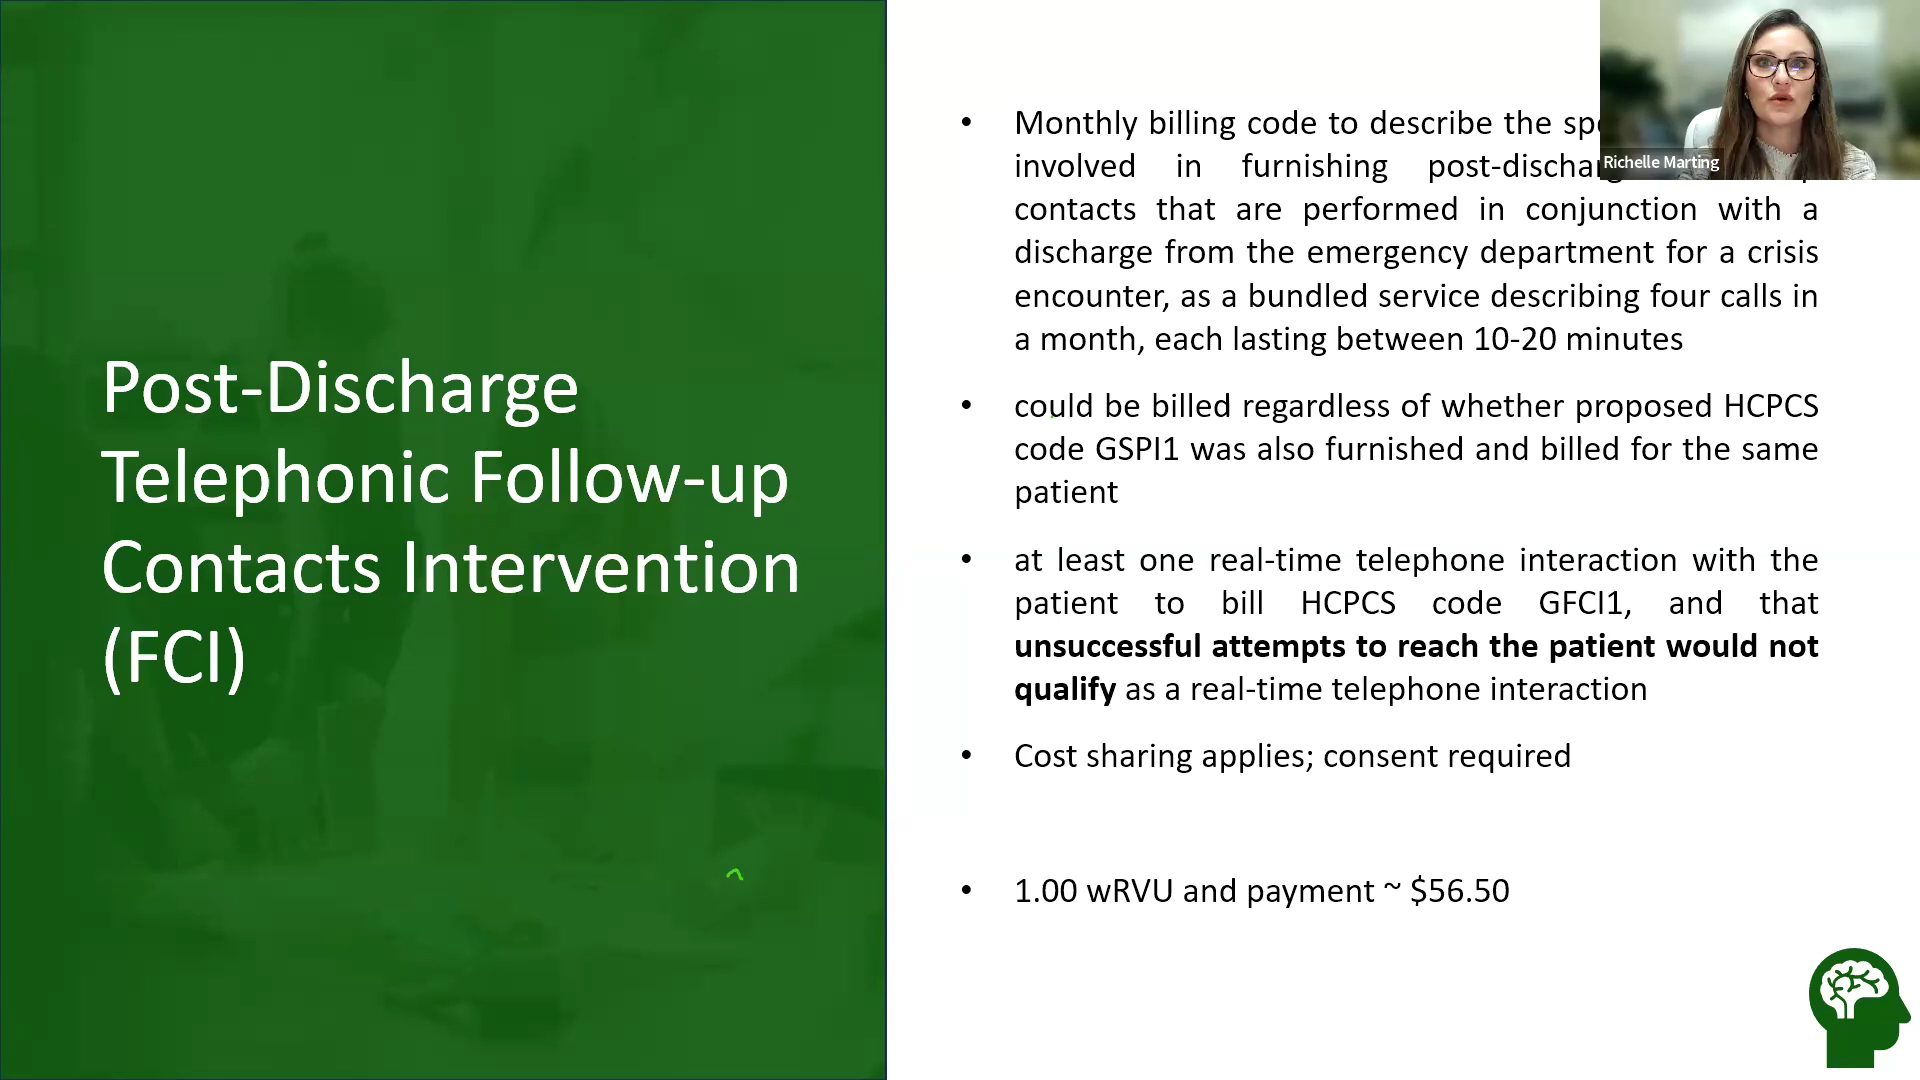 Post-Discharge
Telephonic Follow-up
Contacts Intervention
(FCI)
Richelle Marting
• Monthly billing code to describe the
involved in furnishing
contacts that are performed in conjunction with a
discharge from the emergency department for a crisis
encounter, as a bundled service describing four calls in
a month, each lasting between 10-20 minutes
• could be billed regardless of whether proposed HCPCS
code GSPI1 was also furnished and billed for the same
patient
• at least one real-time telephone interaction with the
patient to bill HCPCS code GFCI1, and that
unsuccessful attempts to reach the patient would not
qualify as a real-time telephone interaction
• Cost sharing applies; consent required
• 1.00 wRVU and payment ~ $56.50